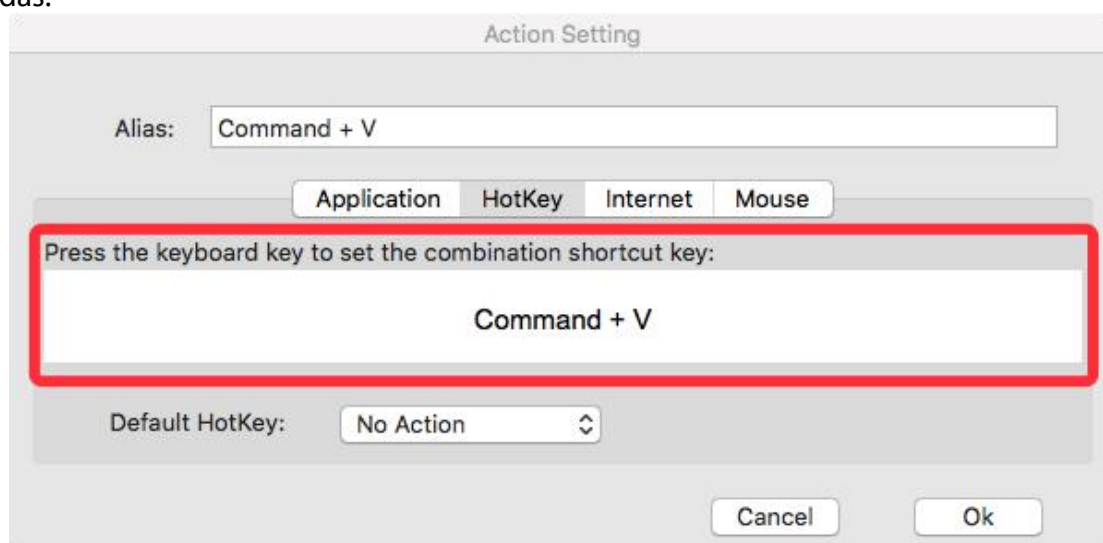 das.
Action Setting
Alias: Command + V
Application HotKey Internet Mouse
Press the keyboard key to set the combination shortcut key:
Command + V
Default HotKey: No Action
Cancel Ok